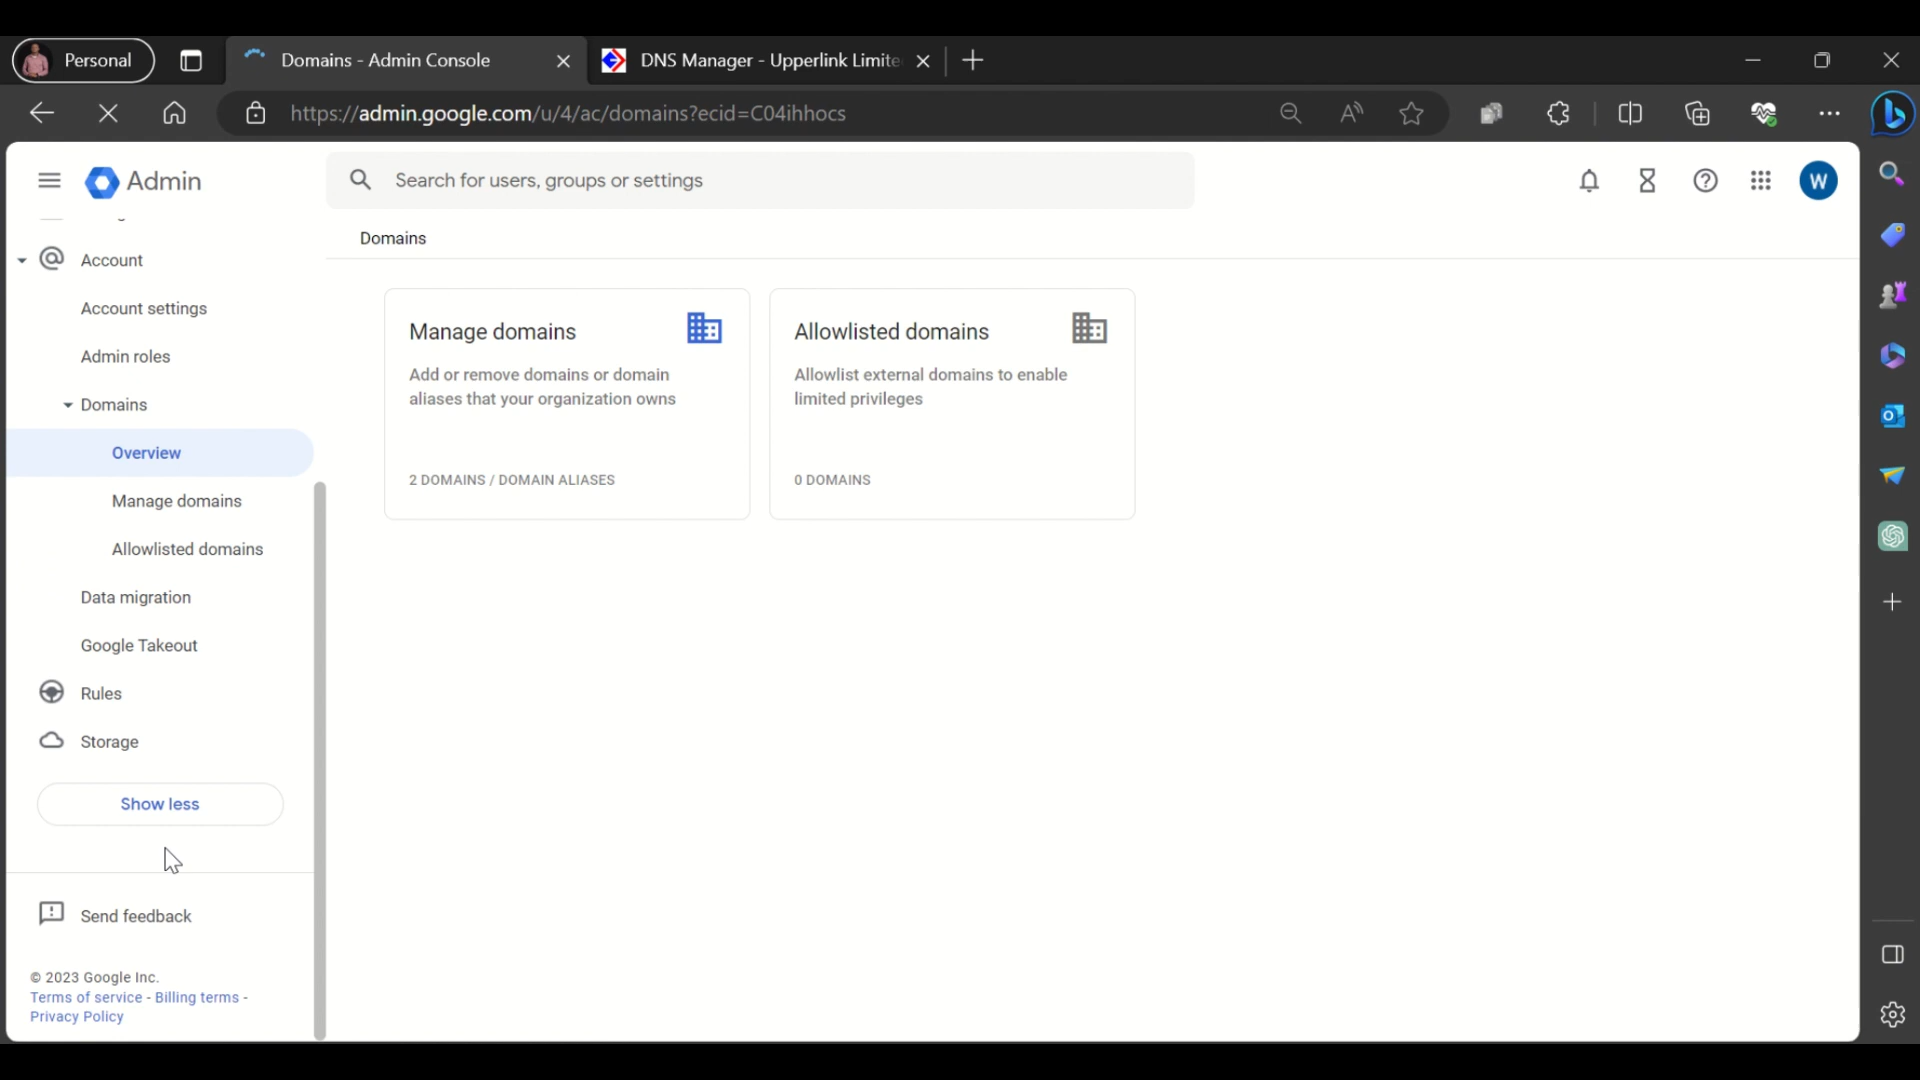 Personal
Domains - Admin Console
DNS Manager - Upperlink Limite
https://admin.google.com/u/4/ac/domains?ecid=C04ihhocs
Admin
Search for users, groups or settings
W
Domains
Account
Account settings
Admin roles
Domains
Overview
Manage domains
Allowlisted domains
Data migration
Google Takeout
Rules
Storage
Show less
Send feedback
© 2023 Google Inc.
Terms of service - Billing terms -
Privacy Policy
Manage domains
Add or remove domains or domain
aliases that your organization owns
2 DOMAINS / DOMAIN ALIASES
Allowlisted domains
Allowlist external domains to enable
limited privileges
0 DOMAINS